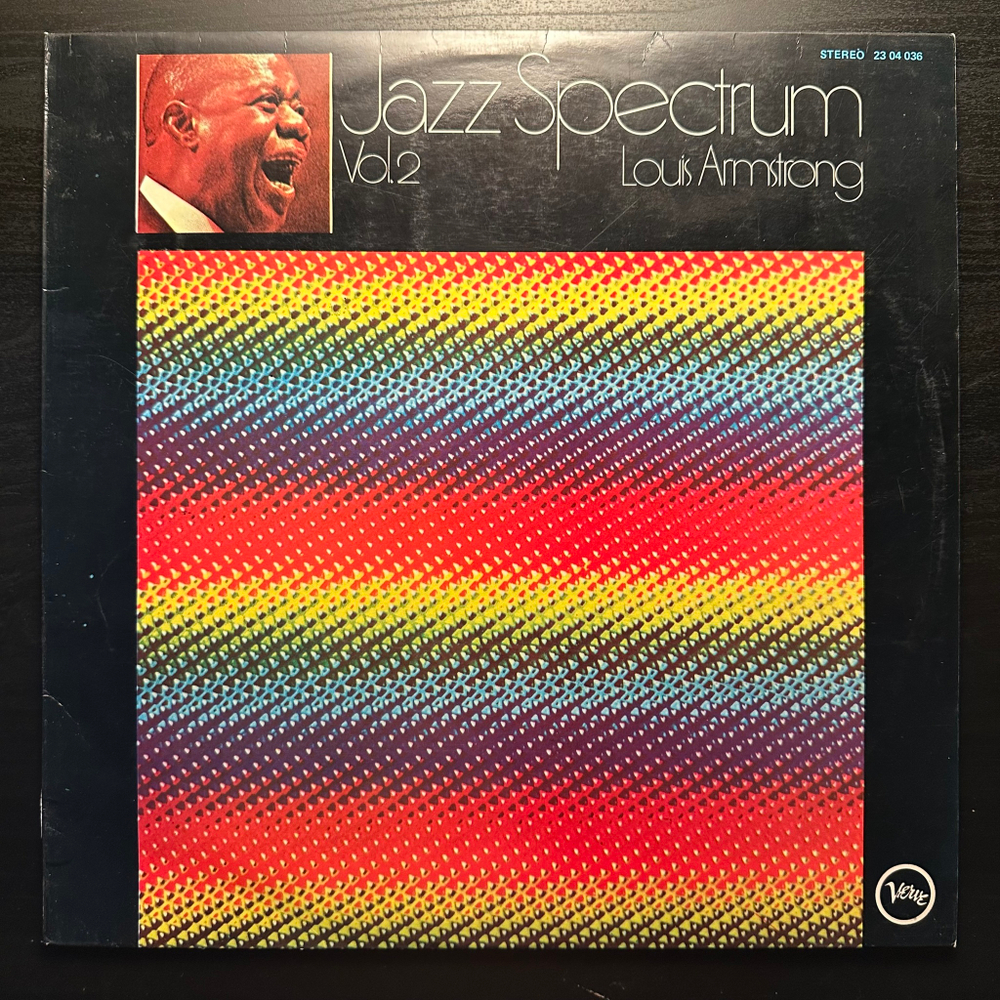 STEREO 23 04 036
Jazz Spectrum
Vol. 2 Louis Armstrong
VERVE